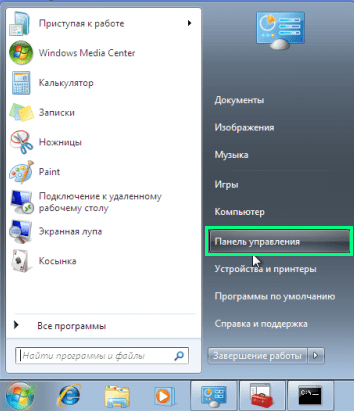 Приступая к работе
Windows Media Center
Калькулятор
Записки
Ножницы
Paint
Подключение к удаленному
рабочему столу
Экранная лупа
Косынка
Все программы
Найти программы и файлы
Документы
Изображения
Музыка
Игры
Компьютер
Панель управления
Устройства и принтеры
Программы по умолчанию
Справка и поддержка
Завершение работы